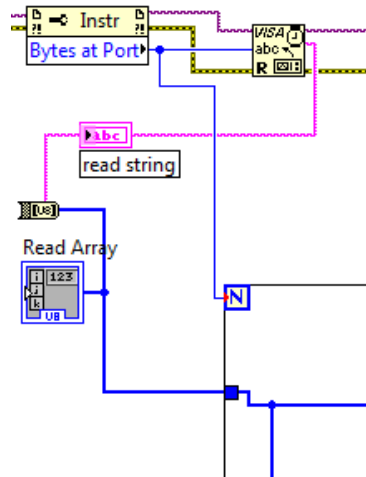 Instr
Bytes at Port
VISA
abc
R
abc
read string
[U8]
Read Array
i
123
j
k
U8
N